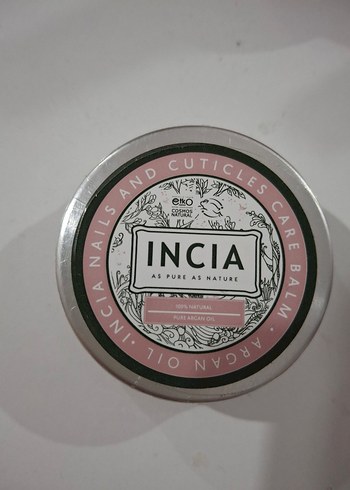 INCIA NAILS AND CUTICLES CARE BALM • ARGAN OIL •
eko
COSMOS
NATURAL
INCIA
AS PURE AS NATURE
100% NATURAL
PURE ARGAN OIL